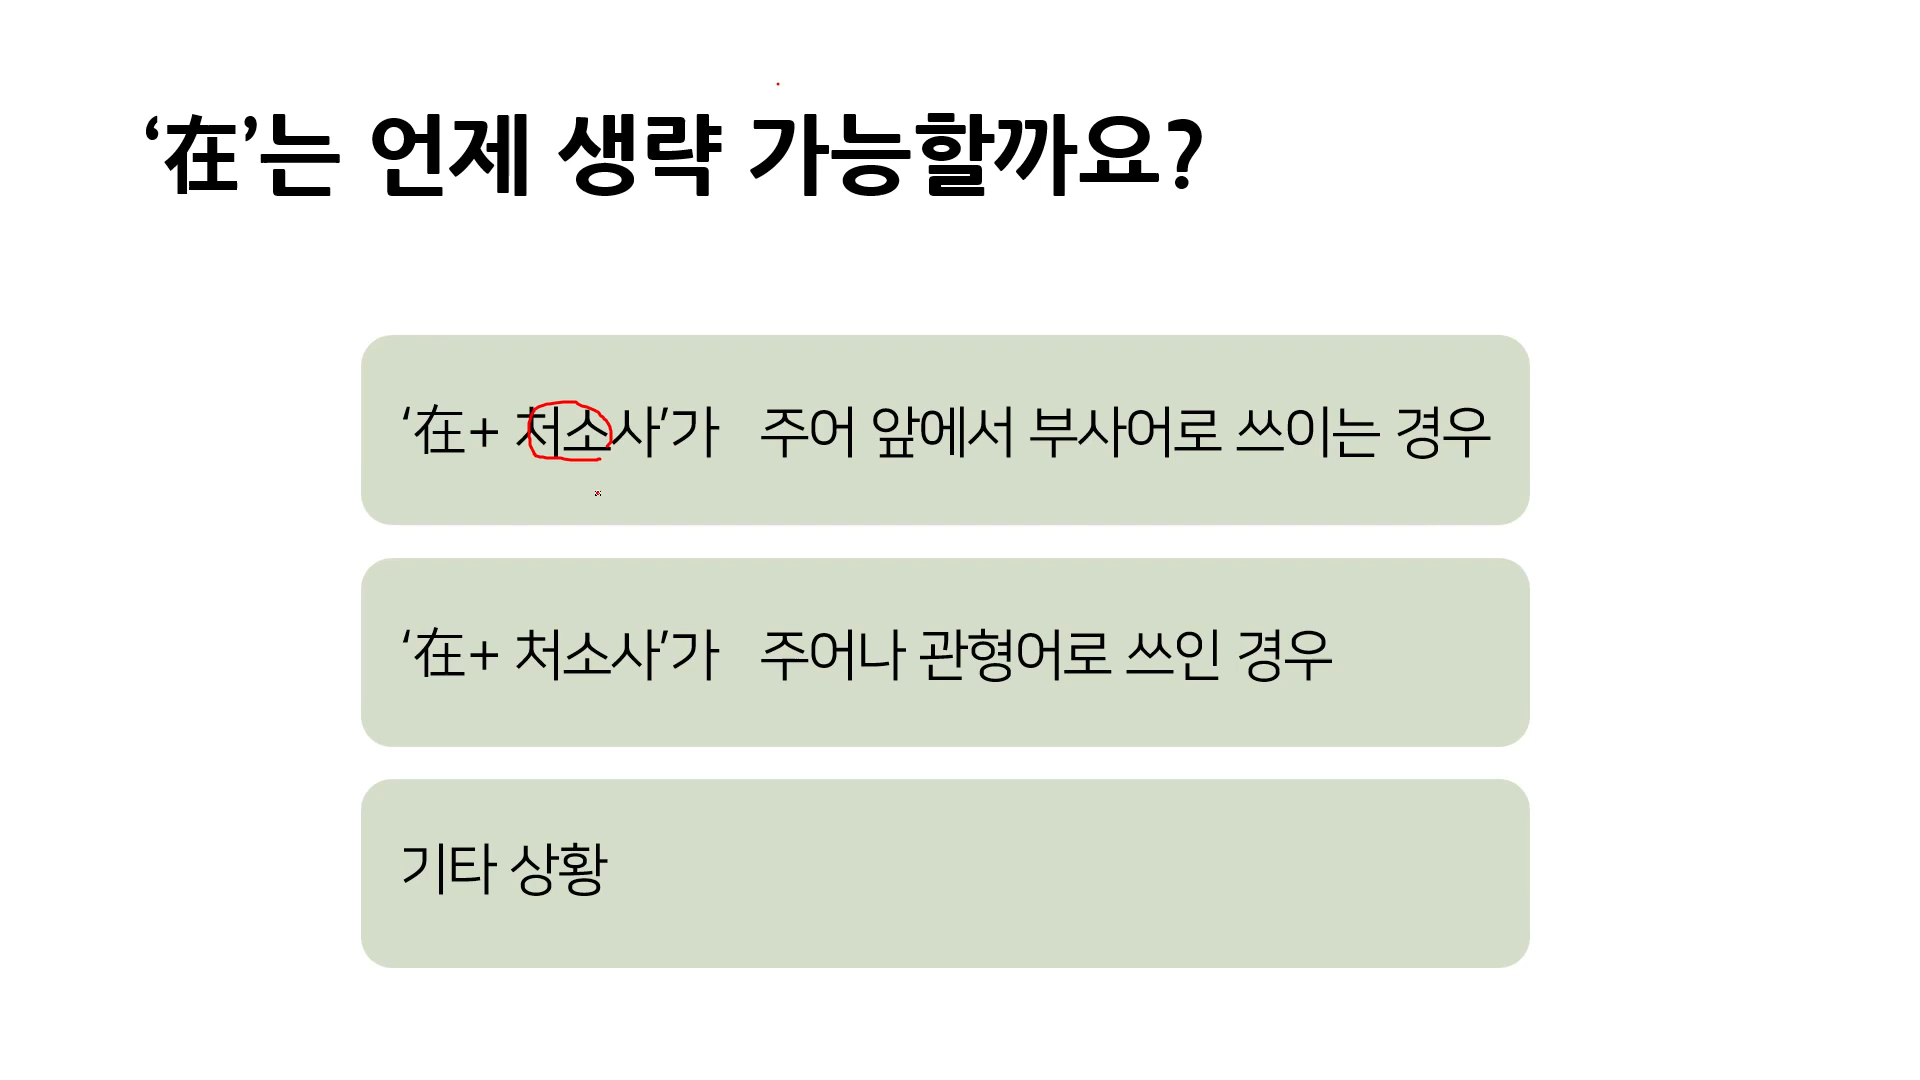 ‘在’는 언제 생략 가능할까요?
‘在+ 처소사’가 주어 앞에서 부사어로 쓰이는 경우
‘在+ 처소사’가 주어나 관형어로 쓰인 경우
기타 상황